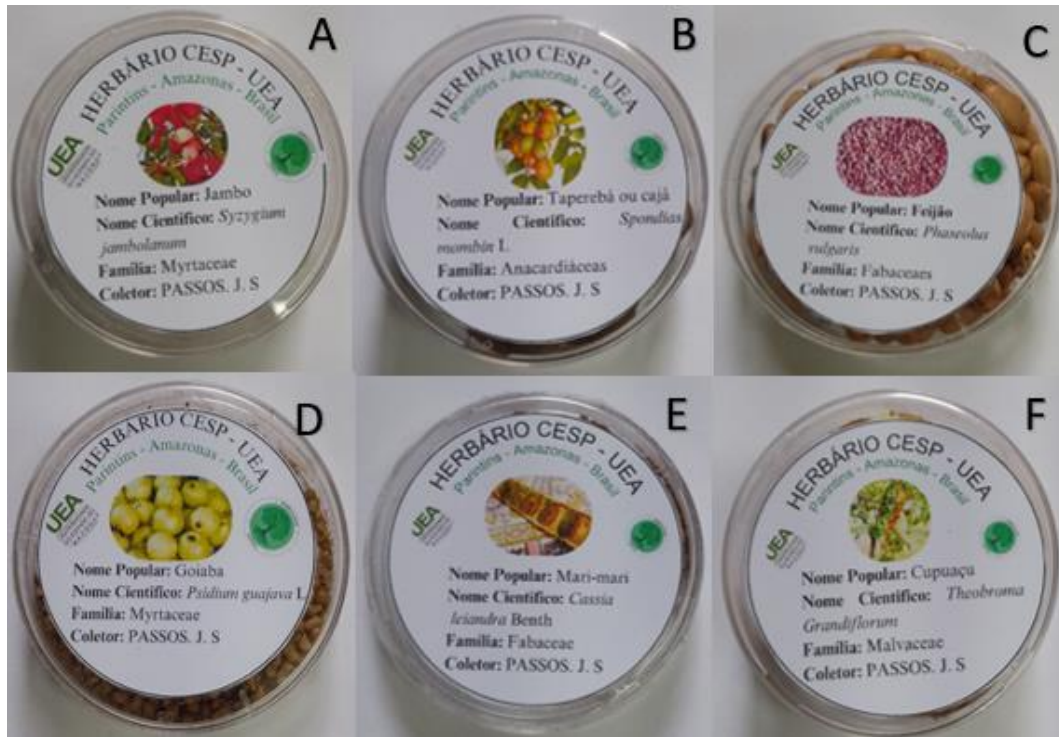 A
HERBÁRIO CESP - UEA
Parintins - Amazonas - Brasil
UEA
Nome Popular: Jambo
Nome Científico: Syzygium
jambolanum
Família: Myrtaceae
Coletor: PASSOS. J. S
B
HERBÁRIO CESP - UEA
Parintins - Amazonas - Brasil
UEA
Nome Popular: Taperebá ou cajá
Nome Científico: Spondias
mombin L
Família: Anacardiáceas
Coletor: PASSOS. J. S
C
HERBÁRIO CESP - UEA
Parintins - Amazonas - Brasil
UEA
Nome Popular: Feijão
Nome Científico: Phaseolus
vulgaris
Família: Fabaceaes
Coletor: PASSOS. J. S
D
HERBÁRIO CESP - UEA
Parintins - Amazonas - Brasil
UEA
Nome Popular: Goiaba
Nome Científico: Psidium guajava L
Família: Myrtaceae
Coletor: PASSOS. J. S
E
HERBÁRIO CESP - UEA
Parintins - Amazonas - Brasil
UEA
Nome Popular: Mari-mari
Nome Científico: Cassia
leiandra Benth
Família: Fabaceae
Coletor: PASSOS. J. S
F
HERBÁRIO CESP - UEA
Parintins - Amazonas - Brasil
UEA
Nome Popular: Cupuaçu
Nome Científico: Theobroma
Grandiflorum
Família: Malvaceae
Coletor: PASSOS. J. S